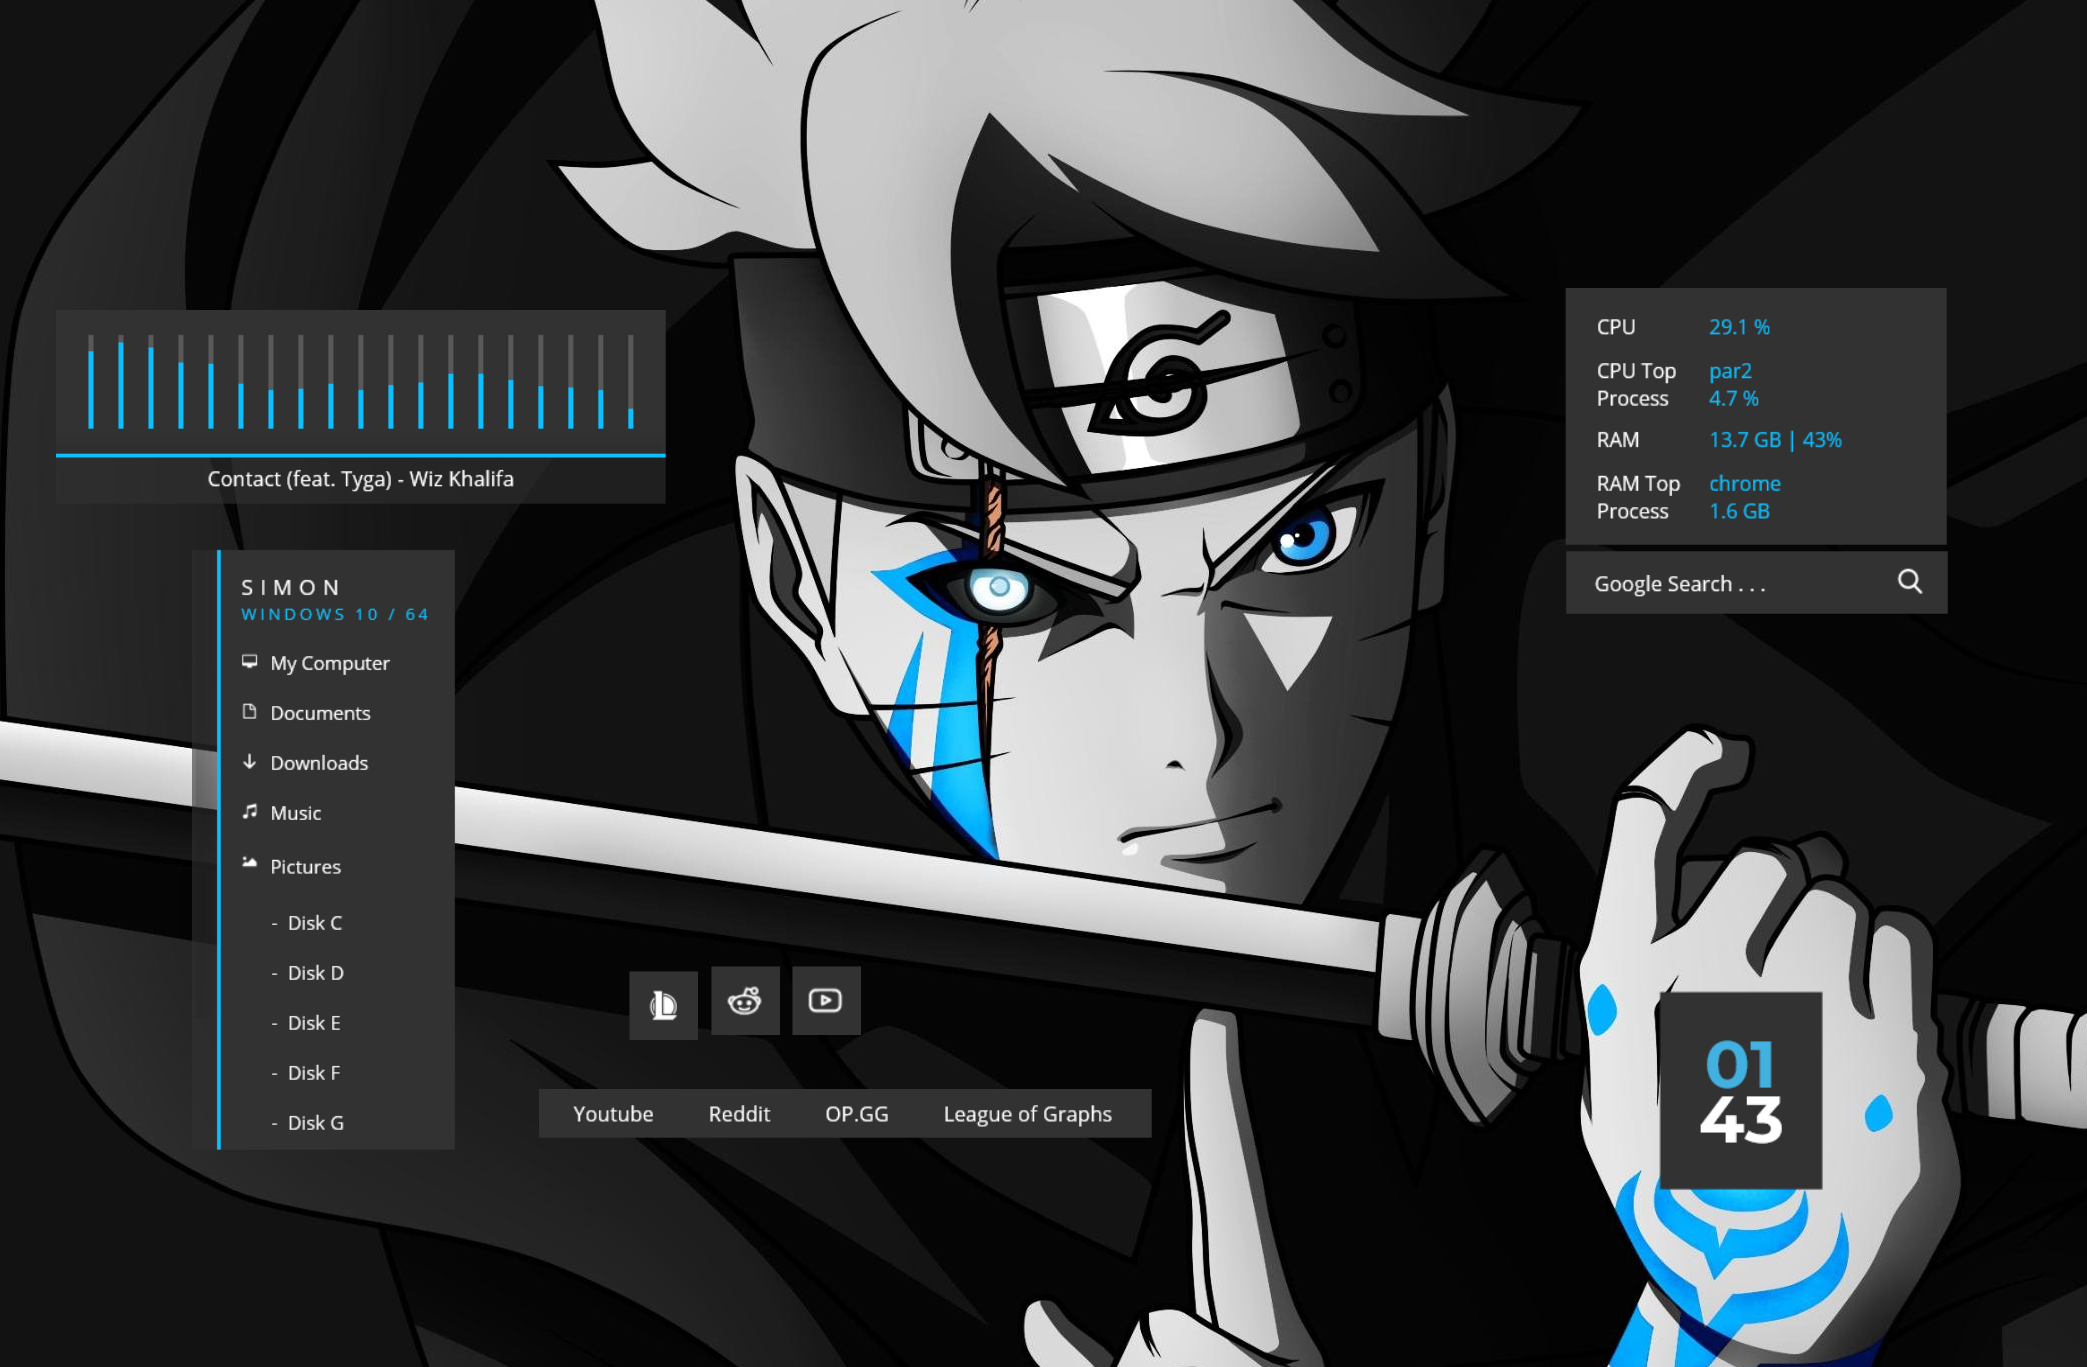 Contact (feat. Tyga) - Wiz Khalifa
SIMON
WINDOWS 10 / 64
My Computer
Documents
Downloads
Music
Pictures
- Disk C
- Disk D
- Disk E
- Disk F
- Disk G
Youtube Reddit OP.GG League of Graphs
CPU 29.1 %
CPU Top par2
Process 4.7 %
RAM 13.7 GB | 43%
RAM Top chrome
Process 1.6 GB
Google Search . . .
01
43